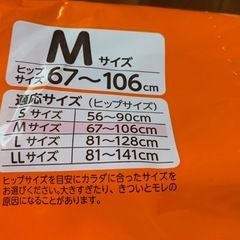 Mサイズ
ヒップサイズ 67〜106cm
適応サイズ（ヒップサイズ）
Sサイズ 56〜90cm
Mサイズ 67〜106cm
Lサイズ 81〜128cm
LLサイズ 81〜141cm
ヒップサイズを目安にカラダに合ったサイズを
お選びください。大きすぎたり、きついとモレの
原因になることがあります。